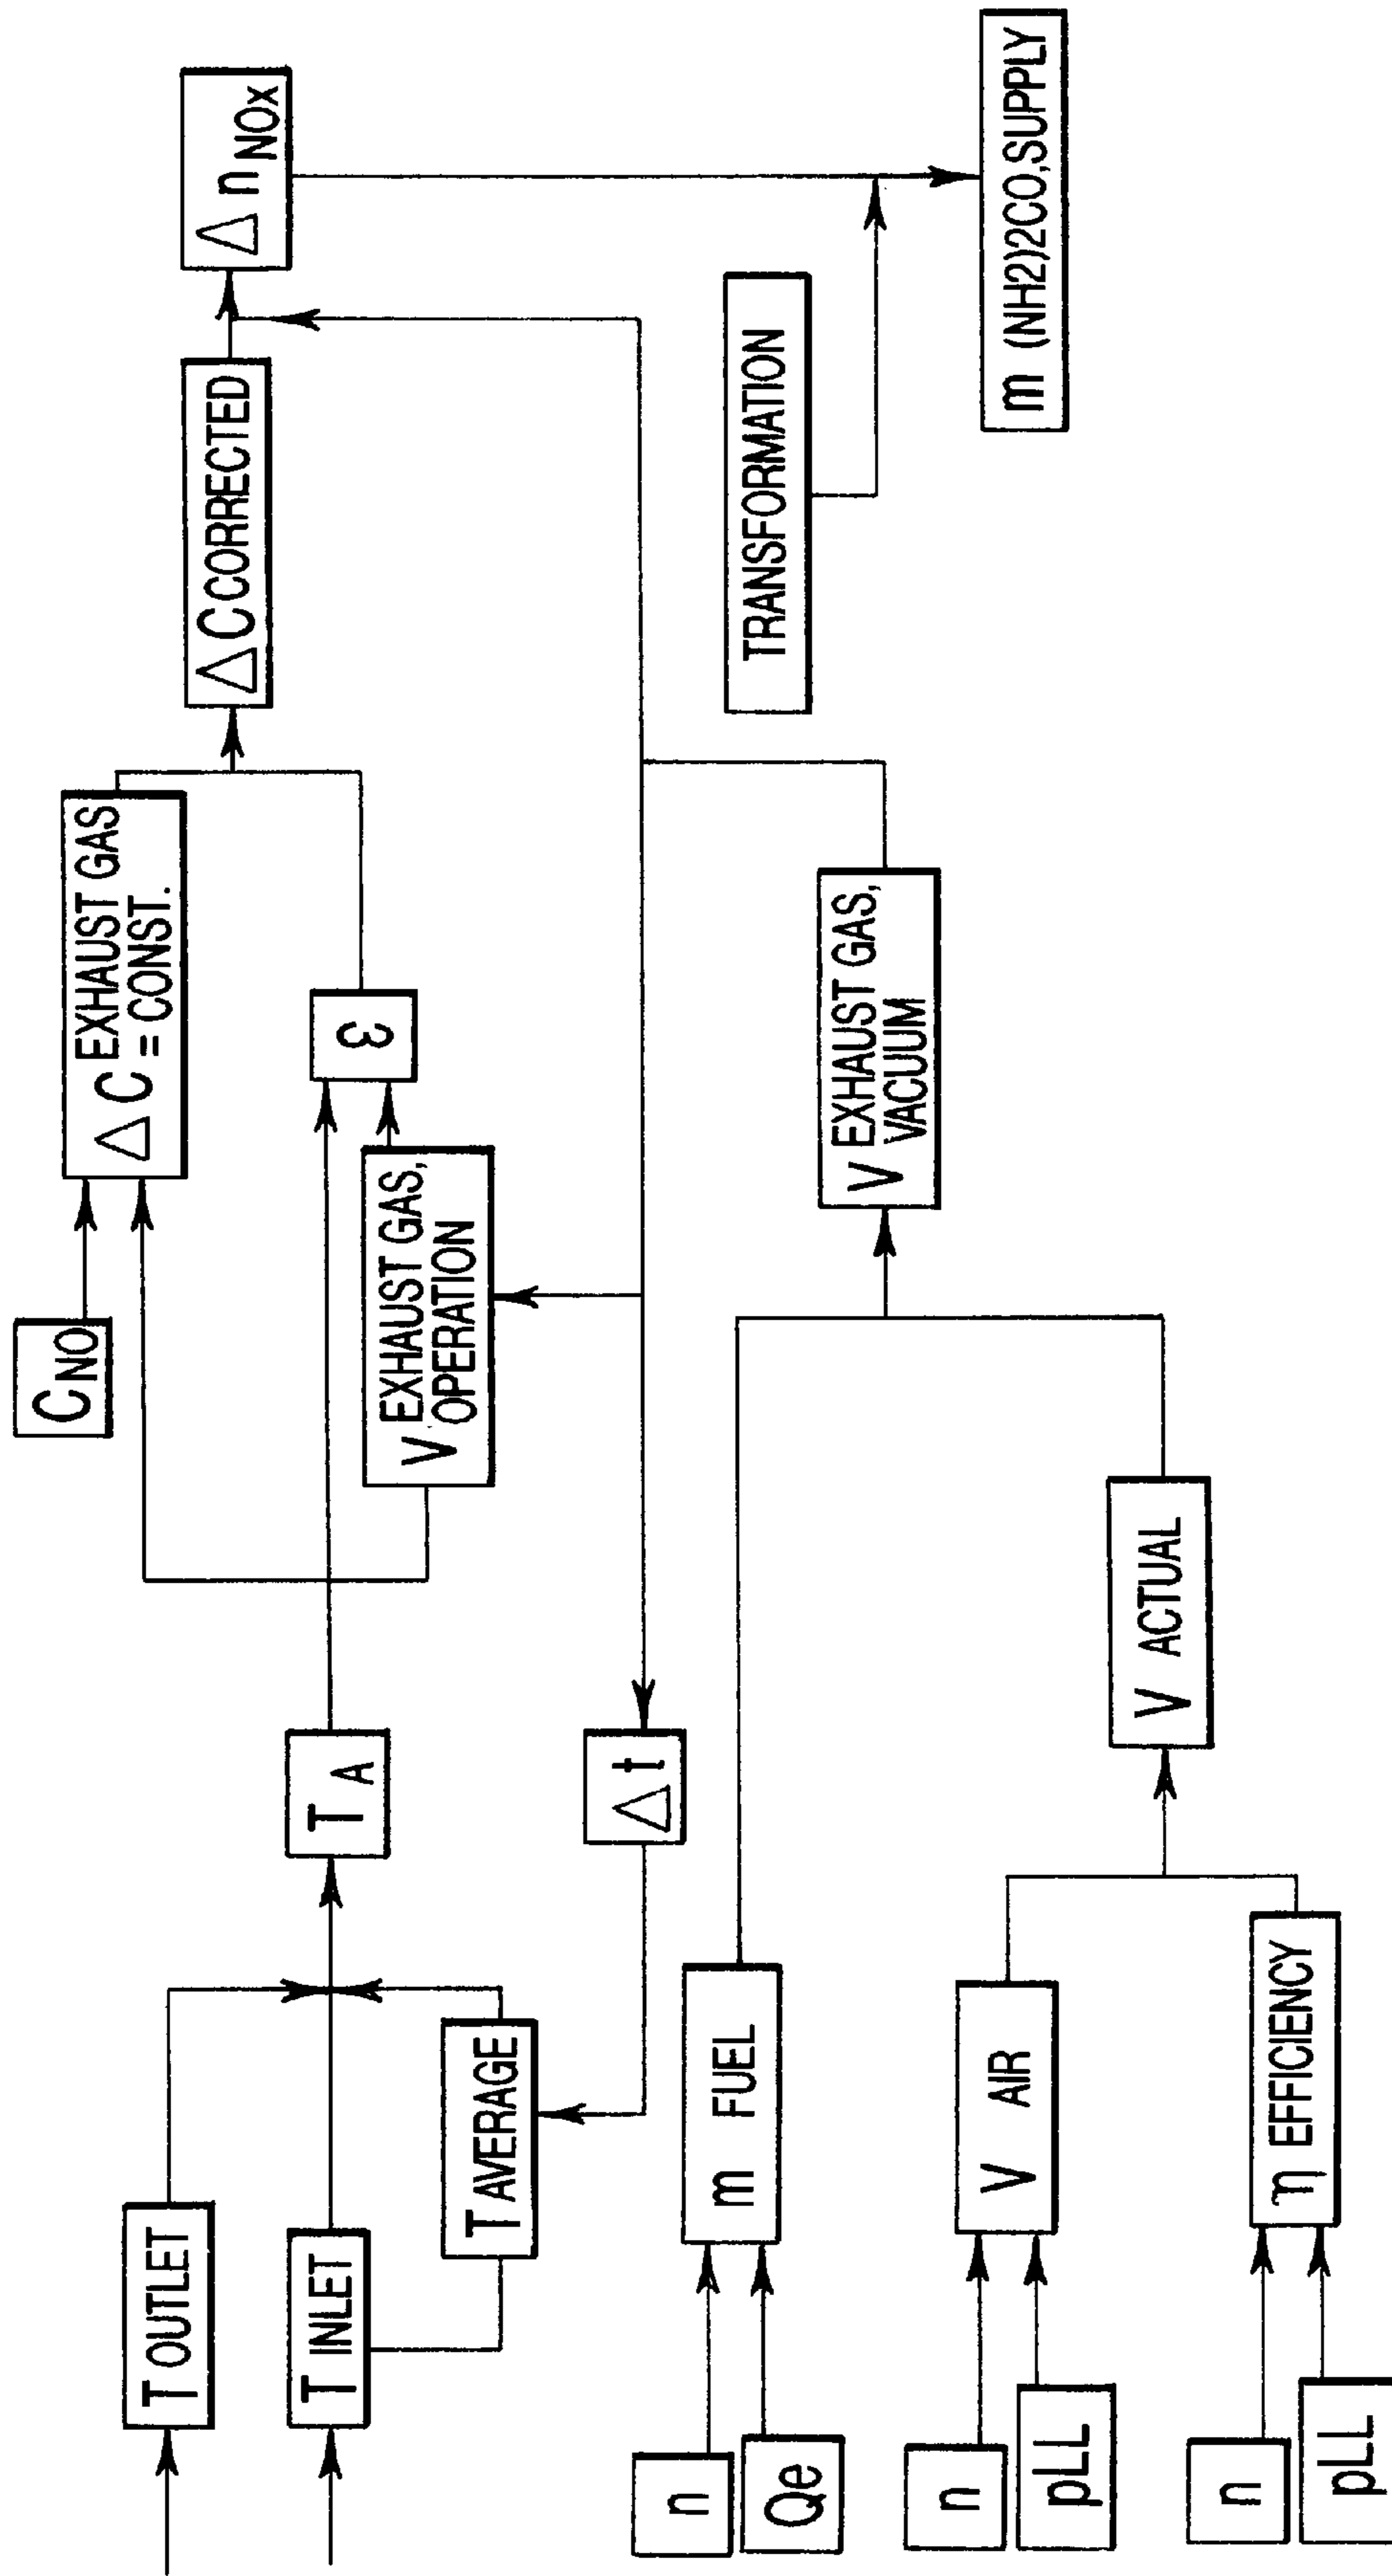 T OUTLET
T INLET
T AVERAGE
T A
Δ t
C NO
V EXHAUST GAS,
OPERATION
ε
Δ C EXHAUST GAS
= CONST.
Δ C CORRECTED
Δ n NOx
n
Qe
m FUEL
n
pLL
V AIR
n
pLL
η EFFICIENCY
V ACTUAL
V EXHAUST GAS,
VACUUM
TRANSFORMATION
m (NH2)2CO,SUPPLY